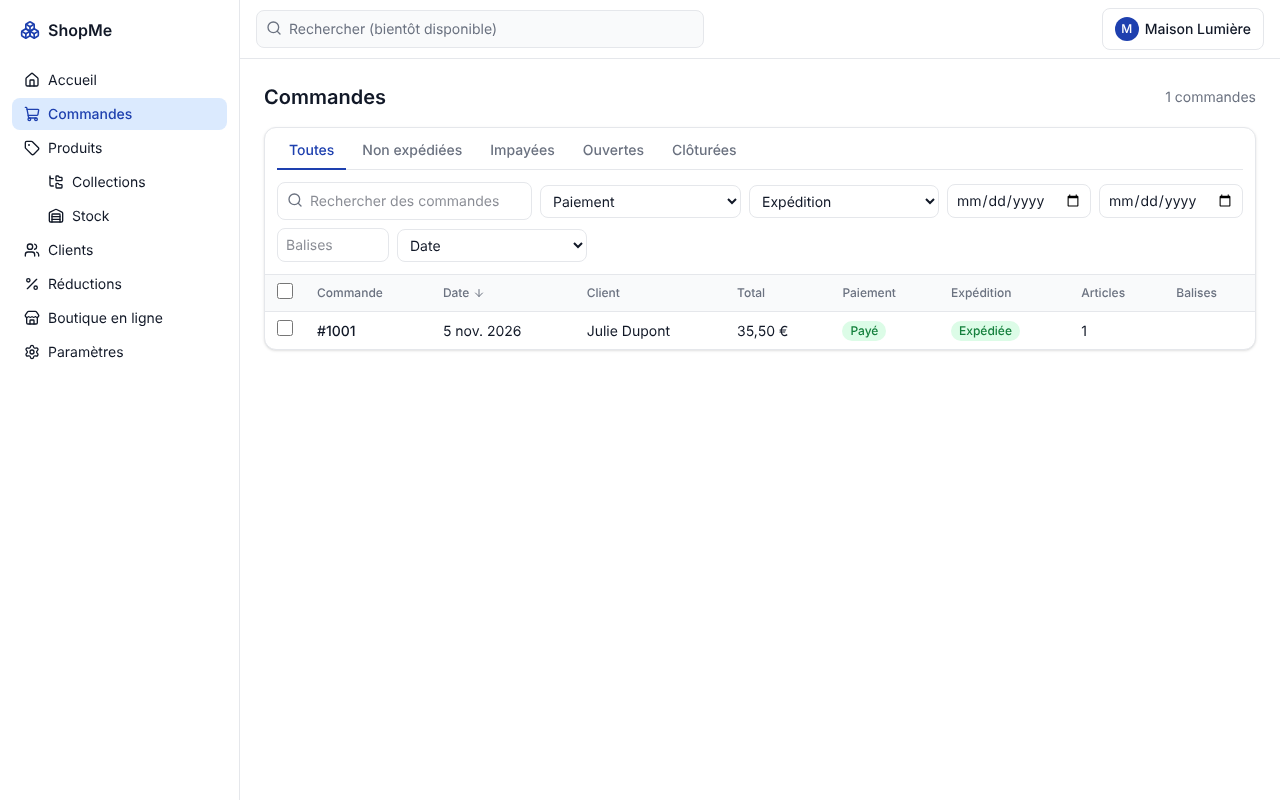 ShopMe
Rechercher (bientôt disponible)
M Maison Lumière
Accueil
Commandes
Produits
Collections
Stock
Clients
Réductions
Boutique en ligne
Paramètres
Commandes
1 commandes
Toutes Non expédiées Impayées Ouvertes Clôturées
Rechercher des commandes Paiement Expédition mm/dd/yyyy mm/dd/yyyy
Balises Date
Commande Date ↓ Client Total Paiement Expédition Articles Balises
#1001 5 nov. 2026 Julie Dupont 35,50 € Payé Expédiée 1